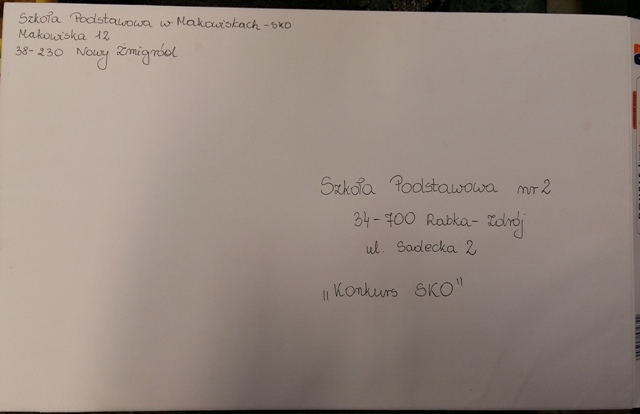 Szkoła Podstawowa w Makowiskach - SKO
Makowiska 12
38-230 Nowy Żmigród
Szkoła Podstawowa nr 2
34-700 Rabka-Zdrój
ul. Sadecka 2
„Konkurs SKO"